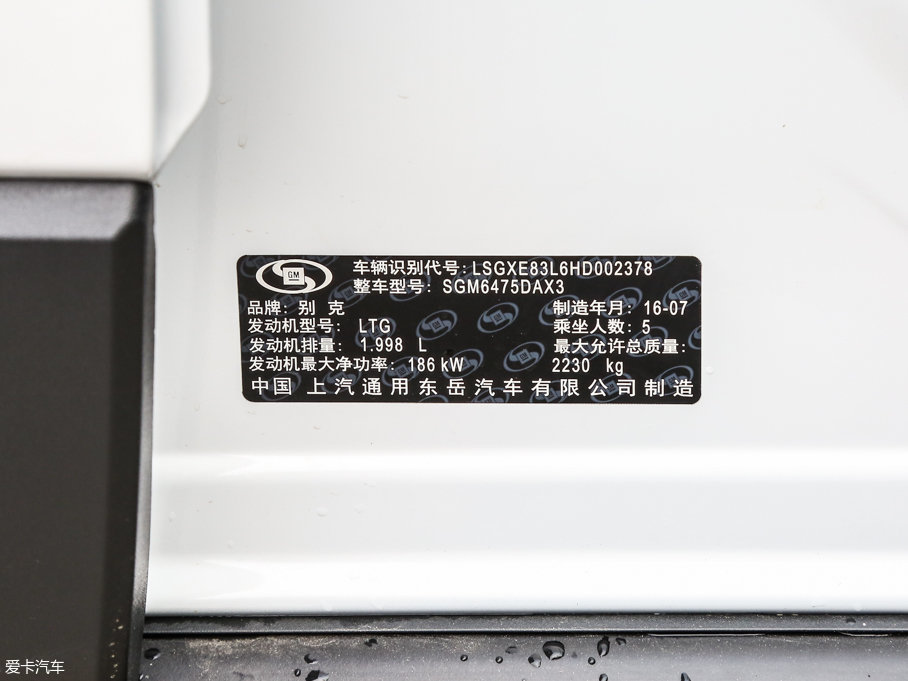 GM
车辆识别代号: LSGXE83L6HD002378
整车型号: SGM6475DAX3
品牌: 别 克 制造年月: 16-07
发动机型号: LTG 乘坐人数: 5
发动机排量: 1.998 L 最大允许总质量:
发动机最大净功率: 186 kW 2230 kg
中国 上汽通用东岳汽车有限公司制造
爱卡汽车